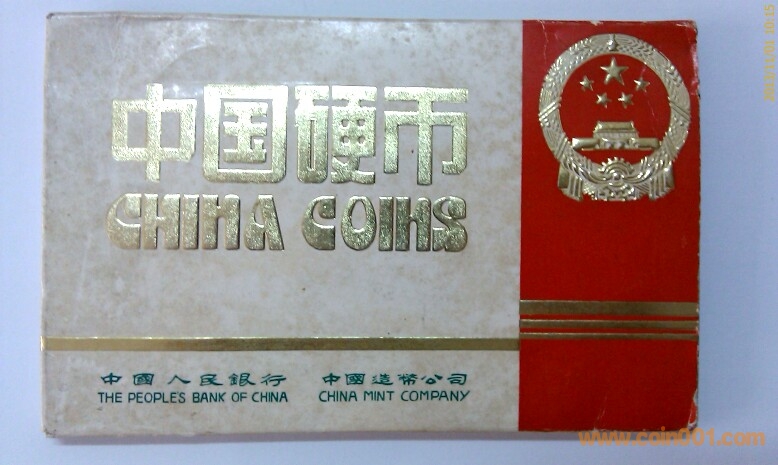 中国硬币
CHINA COINS
中國人民銀行 中國造幣公司
THE PEOPLE'S BANK OF CHINA CHINA MINT COMPANY
www.coin001.com